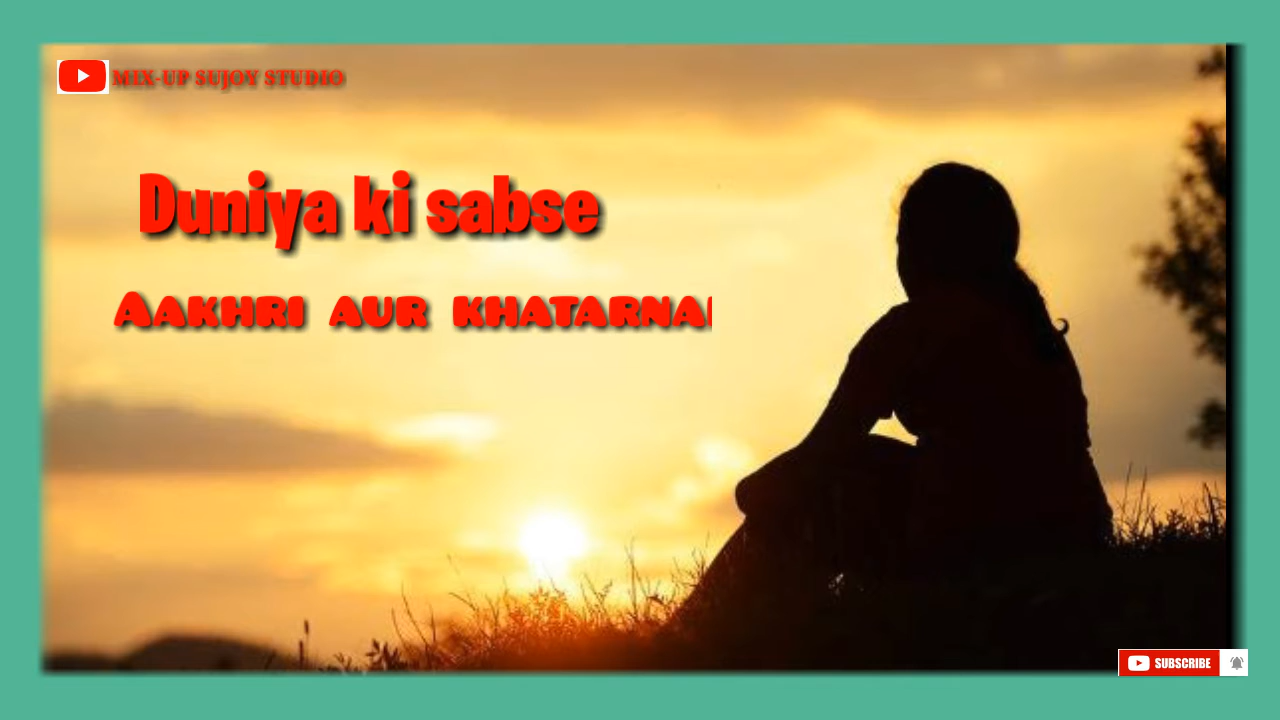 MIX-UP SUJOY STUDIO
Duniya ki sabse
AAKHRI AUR KHATARNA
SUBSCRIBE